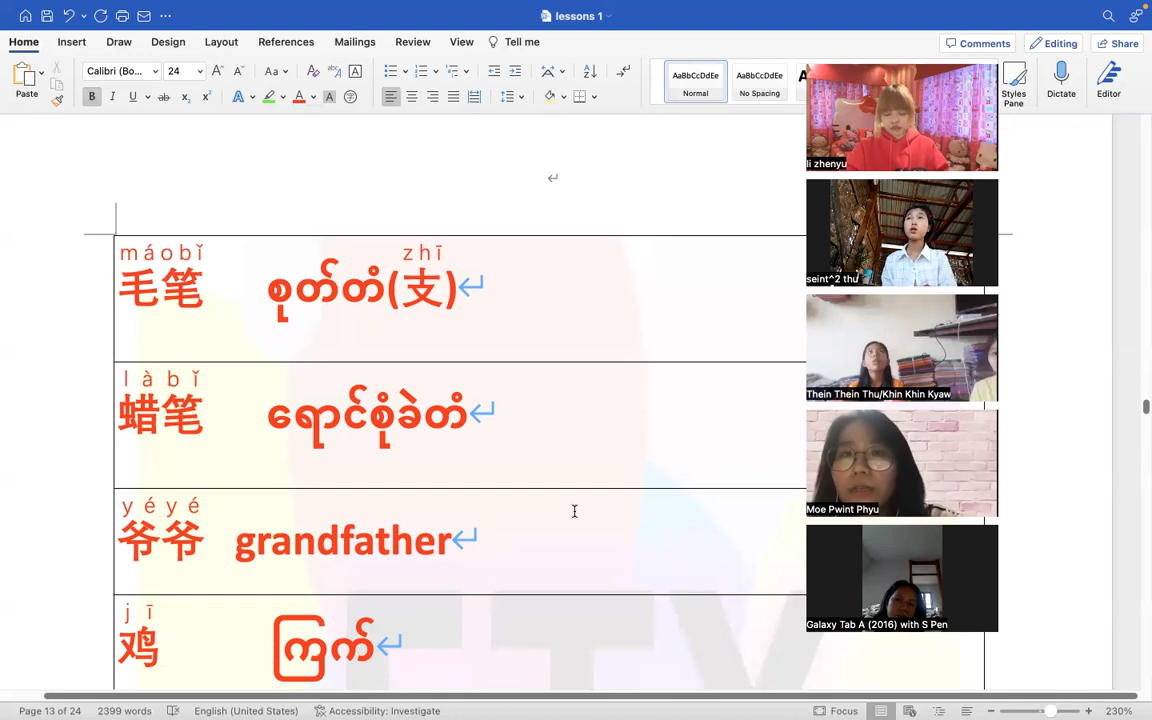 lessons 1
Home Insert Draw Design Layout References Mailings Review View Tell me Comments Editing Share
Paste Calibri (Bo... 24 AaBbCcDdEe Normal AaBbCcDdEe No Spacing Styles Pane Dictate Editor
li zhenyu
seint^2 thu
Thein Thein Thu/Khin Khin Kyaw
Moe Pwint Phyu
Galaxy Tab A (2016) with S Pen
máobǐ zhī
毛笔 စုတ်တံ(支)
làbǐ
蜡笔 ရောင်စုံခဲတံ
yéyé
爷爷 grandfather
jī
鸡 ကြက်
Page 13 of 24 2399 words English (United States) Accessibility: Investigate Focus 230%